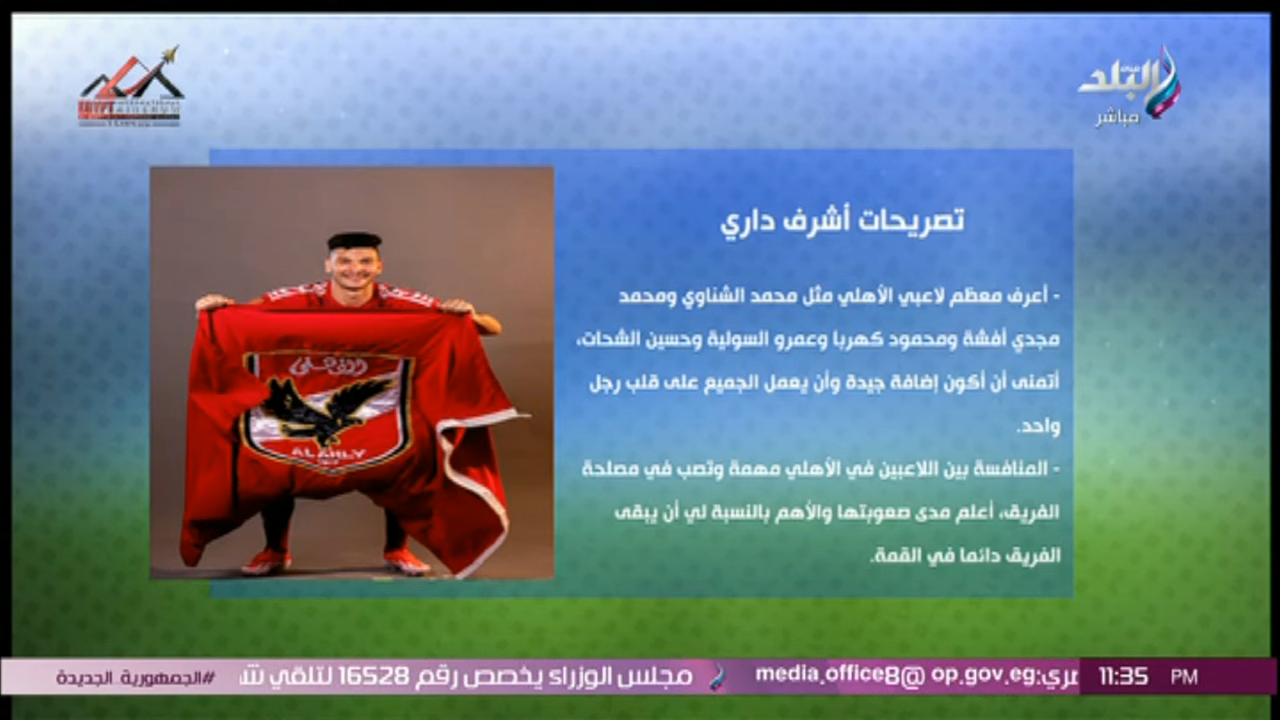 صدى البلد
مباشر
تصريحات أشرف داري
- أعرف معظم لاعبي الأهلي مثل محمد الشناوي ومحمد
مجدي أفشة ومحمود كهربا وعمرو السولية وحسين الشحات،
أتمنى أن أكون إضافة جيدة وأن يعمل الجميع على قلب رجل
واحد.
- المنافسة بين اللاعبين في الأهلي مهمة وتصب في مصلحة
الفريق، أعلم مدى صعوبتها والأهم بالنسبة لي أن يبقى
الفريق دائما في القمة.
AL AHLY
11:35 PM
media_office8@ op.gov.eg:
مجلس الوزراء يخصص رقم 16528 لتلقي
#الجمهورية الجديدة